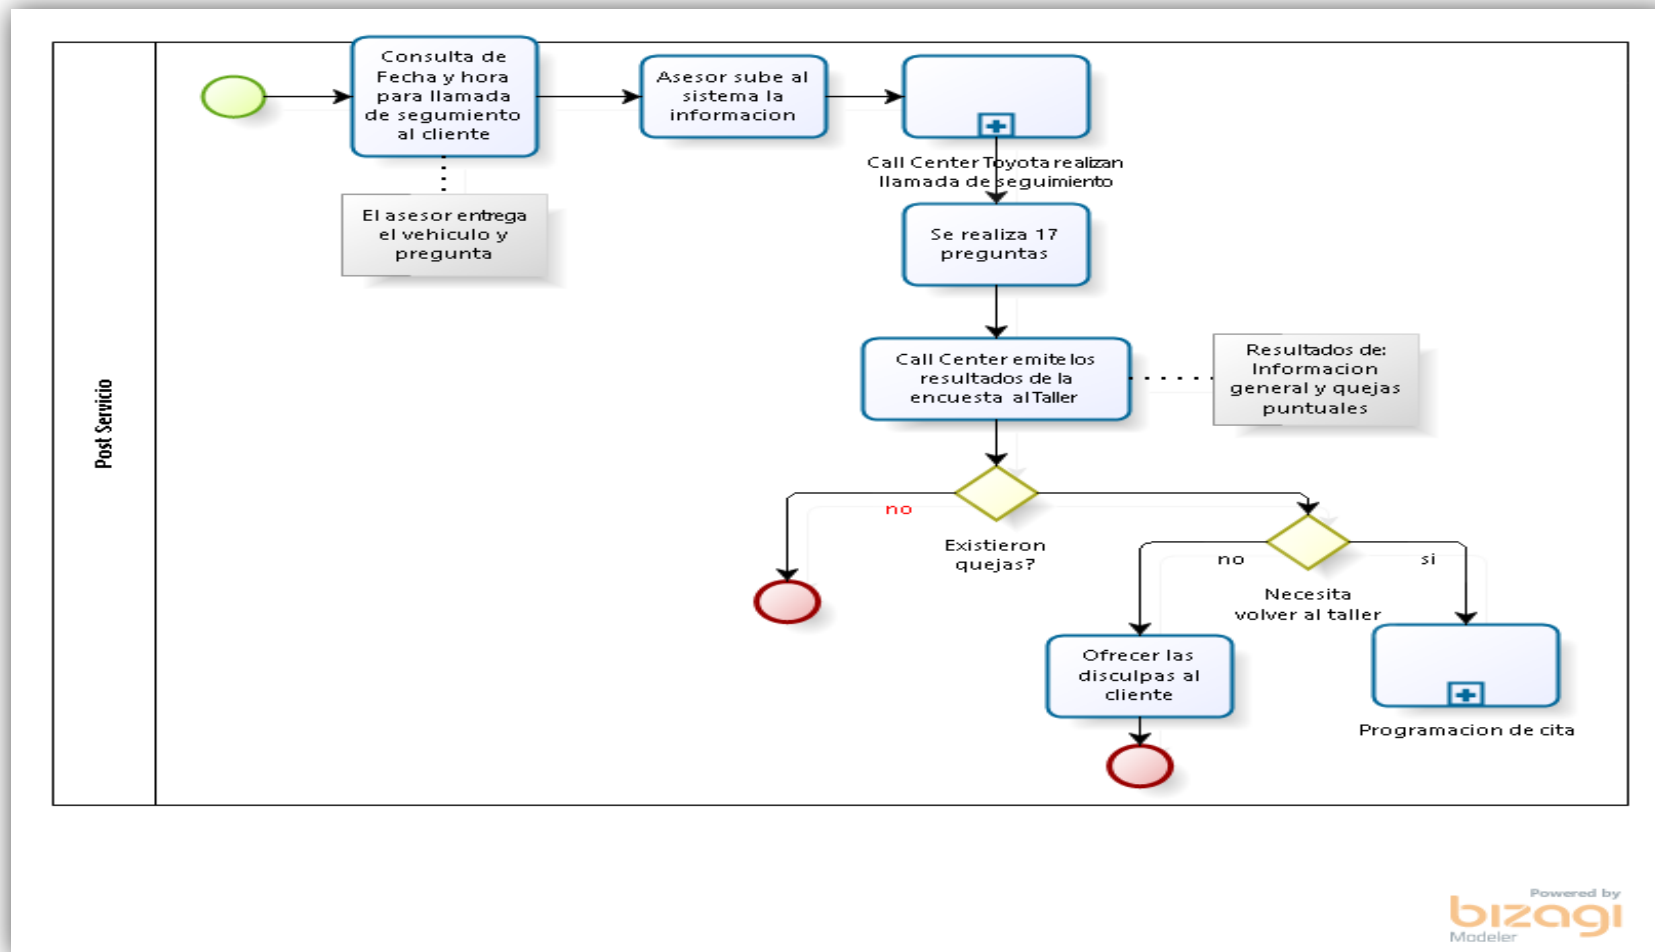 Post Servicio
Consulta de
Fecha y hora
para llamada
de segumiento
al cliente
El asesor entrega
el vehiculo y
pregunta
Asesor sube al
sistema la
informacion
Call Center Toyota realizan
llamada de seguimiento
Se realiza 17
preguntas
Call Center emite los
resultados de la
encuesta al Taller
Resultados de:
Informacion
general y quejas
puntuales
no
Existieron
quejas?
no
si
Necesita
volver al taller
Ofrecer las
disculpas al
cliente
Programacion de cita
Powered by
bizagi
Modeler